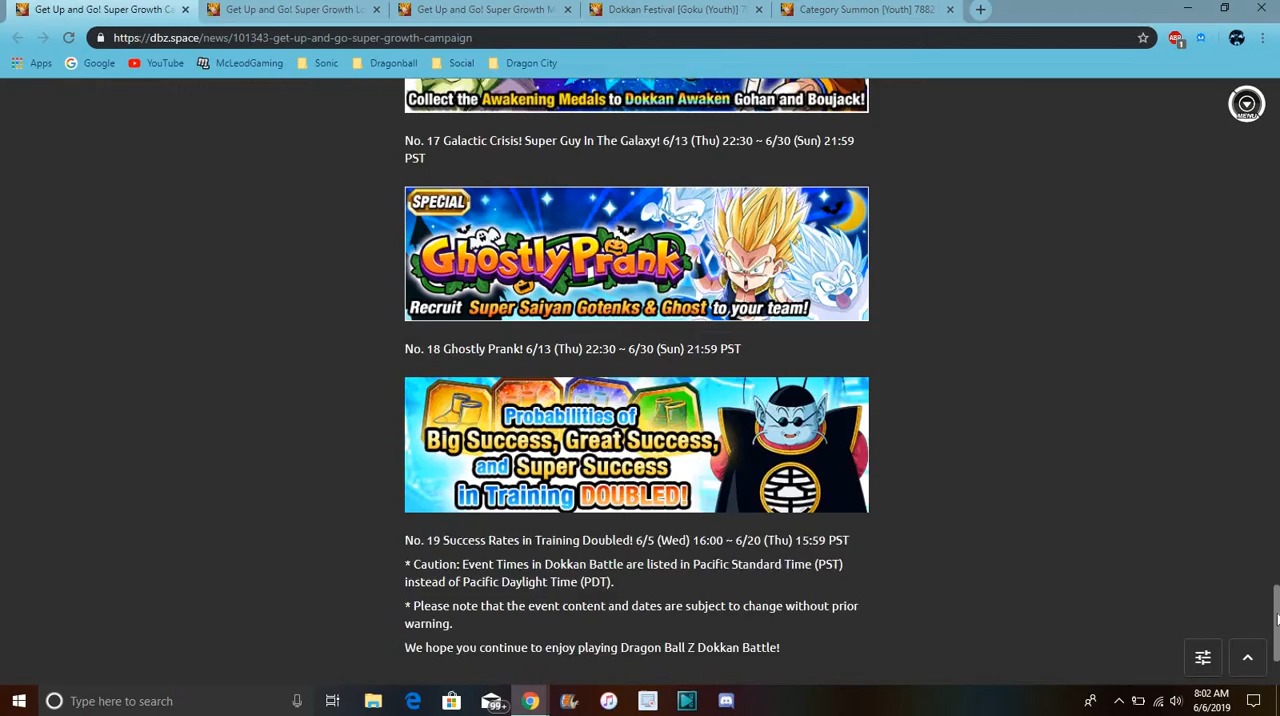 Get Up and Go! Super Growth Ca
Get Up and Go! Super Growth Lo
Get Up and Go! Super Growth M
Dokkan Festival [Goku (Youth)] 7
Category Summon [Youth] 7882
https://dbz.space/news/101343-get-up-and-go-super-growth-campaign
ABP
1
Apps
Google
YouTube
McLeodGaming
Sonic
Dragonball
Social
Dragon City
Collect the Awakening Medals to Dokkan Awaken Gohan and Boujack!
MENU
No. 17 Galactic Crisis! Super Guy In The Galaxy! 6/13 (Thu) 22:30 ~ 6/30 (Sun) 21:59
PST
SPECIAL
Ghostly Prank
Recruit Super Saiyan Gotenks & Ghost to your team!
No. 18 Ghostly Prank! 6/13 (Thu) 22:30 ~ 6/30 (Sun) 21:59 PST
Probabilities of
Big Success, Great Success,
and Super Success
in Training DOUBLED!
No. 19 Success Rates in Training Doubled! 6/5 (Wed) 16:00 ~ 6/20 (Thu) 15:59 PST
* Caution: Event Times in Dokkan Battle are listed in Pacific Standard Time (PST)
instead of Pacific Daylight Time (PDT).
* Please note that the event content and dates are subject to change without prior
warning.
We hope you continue to enjoy playing Dragon Ball Z Dokkan Battle!
Type here to search
99+
8:02 AM
6/6/2019